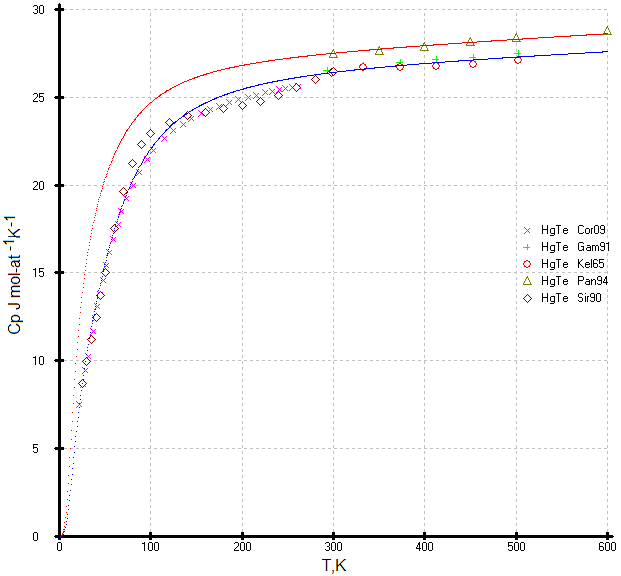 30
25
20
15
10
5
0
Cp J mol-at -1K-1
HgTe Cor09
HgTe Gam91
HgTe Kel65
HgTe Pan94
HgTe Sir90
0 100 200 300 400 500 600
T,K